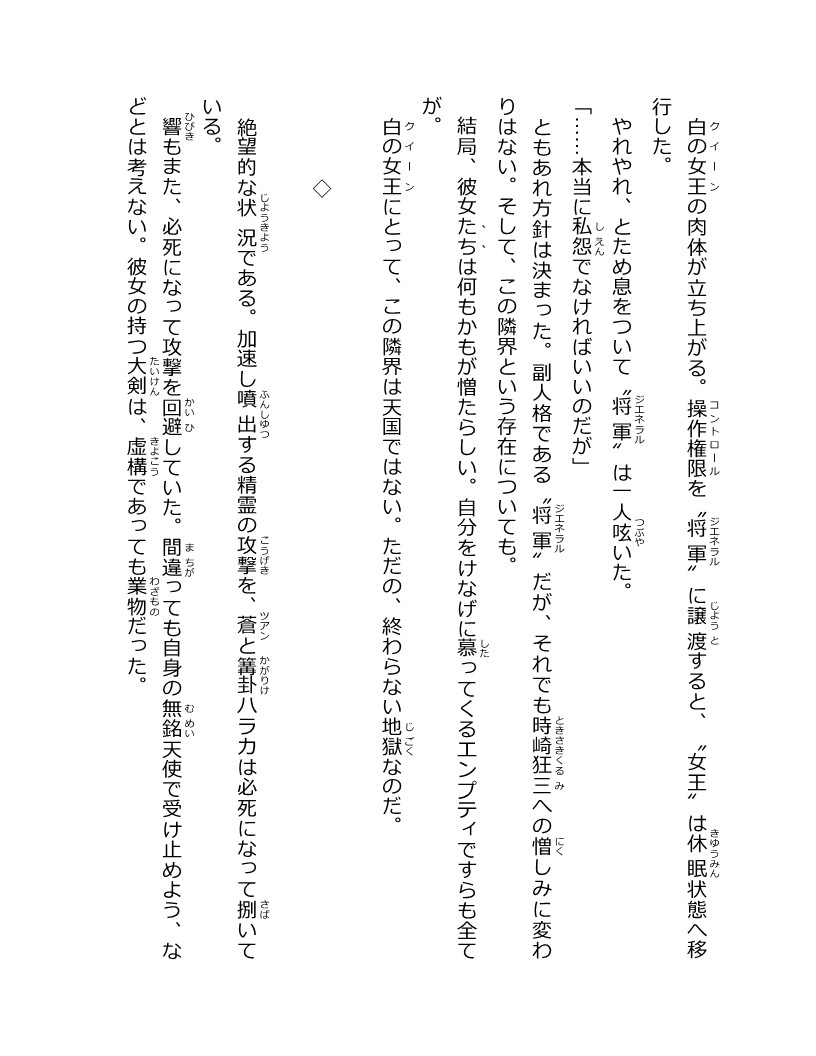 白の女王の肉体が立ち上がる。操作権限を〝将軍〟に譲渡すると、〝女王〟は休眠状態へ移
行した。
やれやれ、とため息をついて〝将軍〟は一人呟いた。
「……本当に私怨でなければいいのだが」
ともあれ方針は決まった。副人格である〝将軍〟だが、それでも時崎狂三への憎しみに変わ
りはない。そして、この隣界という存在についても。
結局、彼女たちは何もかもが憎たらしい。自分をけなげに慕ってくるエンプティですらも全て
が。
白の女王にとって、この隣界は天国ではない。ただの、終わらない地獄なのだ。
◇
絶望的な状況である。加速し噴出する精霊の攻撃を、蒼と篝卦ハラカは必死になって捌いて
いる。
響もまた、必死になって攻撃を回避していた。間違っても自身の無銘天使で受け止めよう、な
どとは考えない。彼女の持つ大剣は、虚構であっても業物だった。